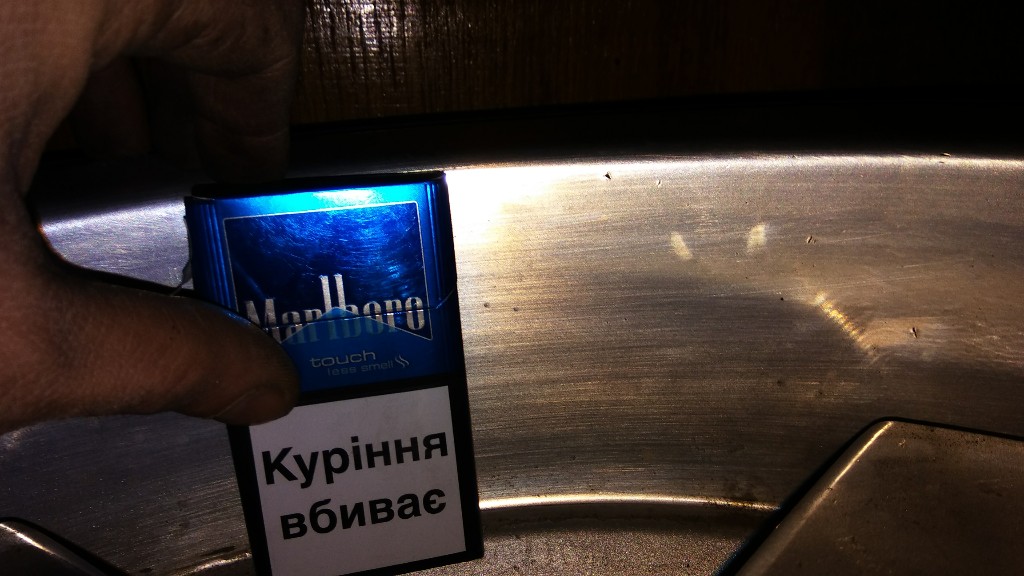 Marlboro
touch
less smell
Куріння
вбиває